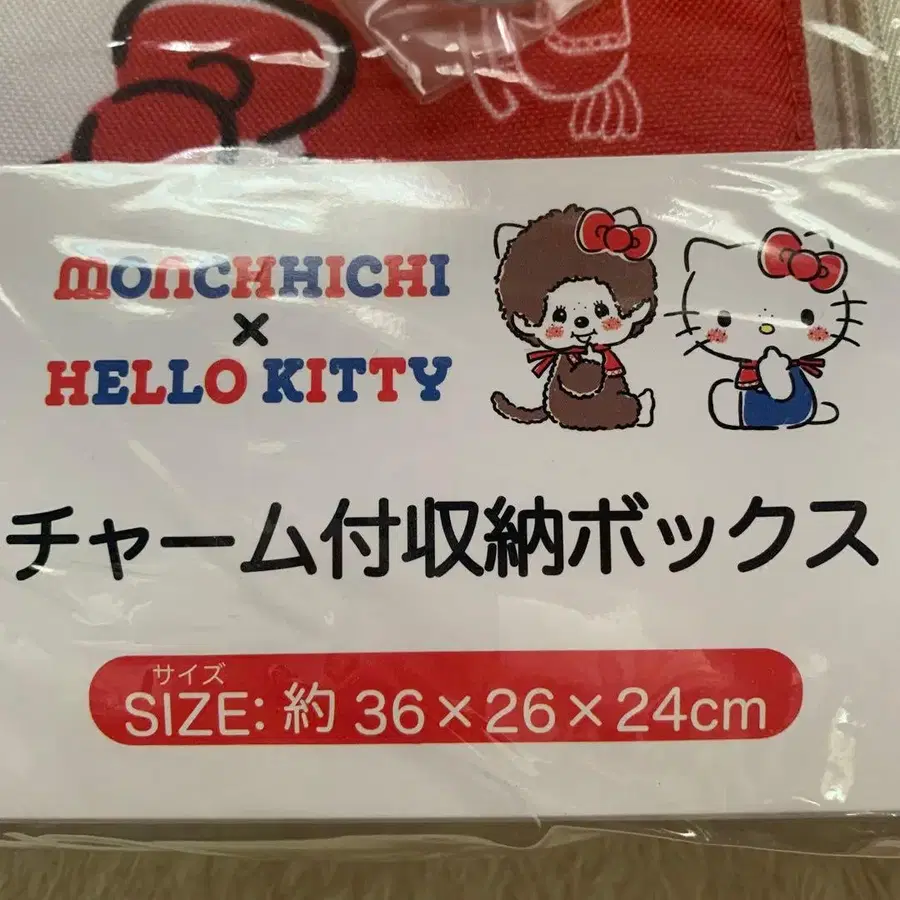 MONCHHICHI
×
HELLO KITTY
チャーム付収納ボックス
サイズ
SIZE: 約 36×26×24cm